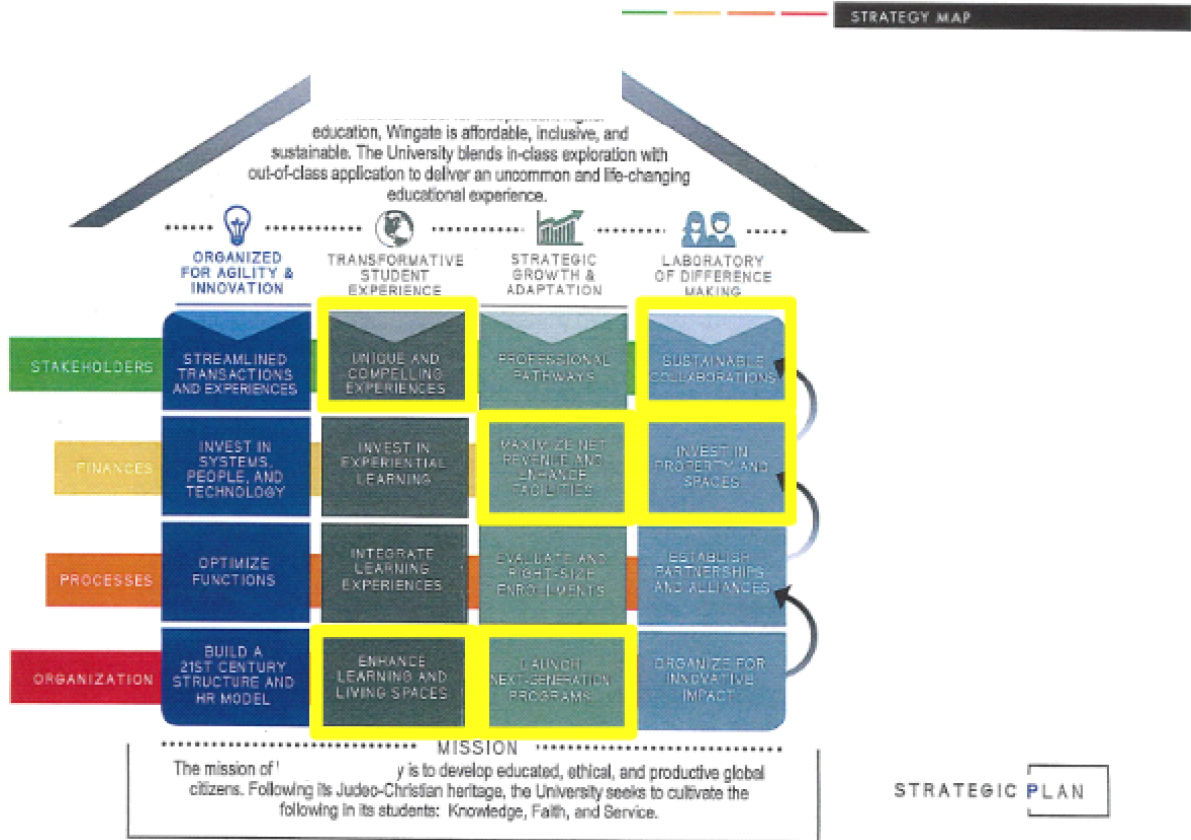 STRATEGY MAP
education, Wingate is affordable, inclusive, and
sustainable. The University blends in-class exploration with
out-of-class application to deliver an uncommon and life-changing
educational experience.
ORGANIZED
FOR AGILITY &
INNOVATION
TRANSFORMATIVE
STUDENT
EXPERIENCE
STRATEGIC
GROWTH &
ADAPTATION
LABORATORY
OF DIFFERENCE
MAKING
STAKEHOLDERS
STREAMLINED
TRANSACTIONS
AND EXPERIENCES
UNIQUE AND
COMPELLING
EXPERIENCES
PROFESSIONAL
PATHWAYS
SUSTAINABLE
COLLABORATIONS
FINANCES
INVEST IN
SYSTEMS,
PEOPLE, AND
TECHNOLOGY
INVEST IN
EXPERIENTIAL
LEARNING
MAXIMIZE NET
REVENUE AND
ENHANCE
FACILITIES
INVEST IN
PROPERTY AND
SPACES
PROCESSES
OPTIMIZE
FUNCTIONS
INTEGRATE
LEARNING
EXPERIENCES
EVALUATE AND
RIGHT-SIZE
ENROLLMENTS
ESTABLISH
PARTNERSHIPS
AND ALLIANCES
ORGANIZATION
BUILD A
21ST CENTURY
STRUCTURE AND
HR MODEL
ENHANCE
LEARNING AND
LIVING SPACES
LAUNCH
NEXT-GENERATION
PROGRAMS
ORGANIZE FOR
INNOVATIVE
IMPACT
MISSION
The mission of y is to develop educated, ethical, and productive global
citizens. Following its Judeo-Christian heritage, the University seeks to cultivate the
following in its students: Knowledge, Faith, and Service.
STRATEGIC PLAN